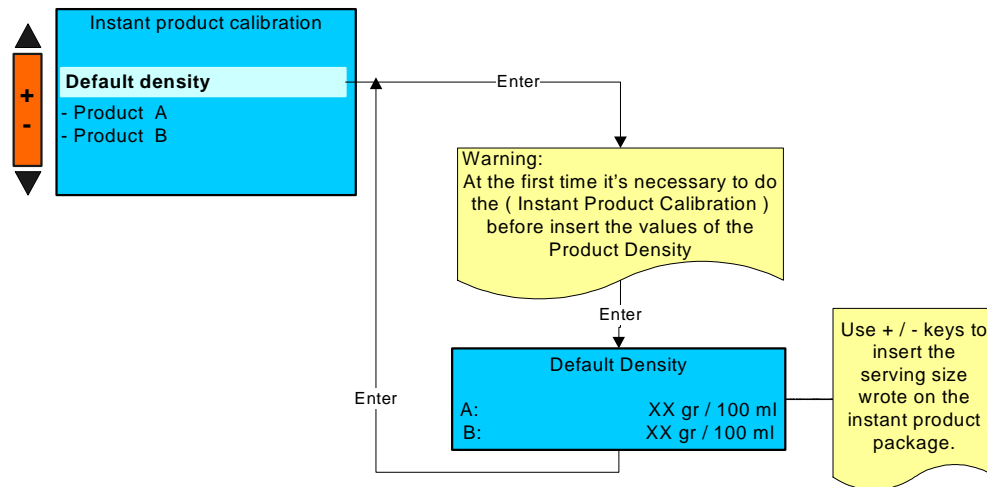 Instant product calibration
Default density
- Product A
- Product B
+
-
Enter
Warning:
At the first time it's necessary to do
the ( Instant Product Calibration )
before insert the values of the
Product Density
Enter
Default Density
A: XX gr / 100 ml
B: XX gr / 100 ml
Use + / - keys to
insert the
serving size
wrote on the
instant product
package.
Enter